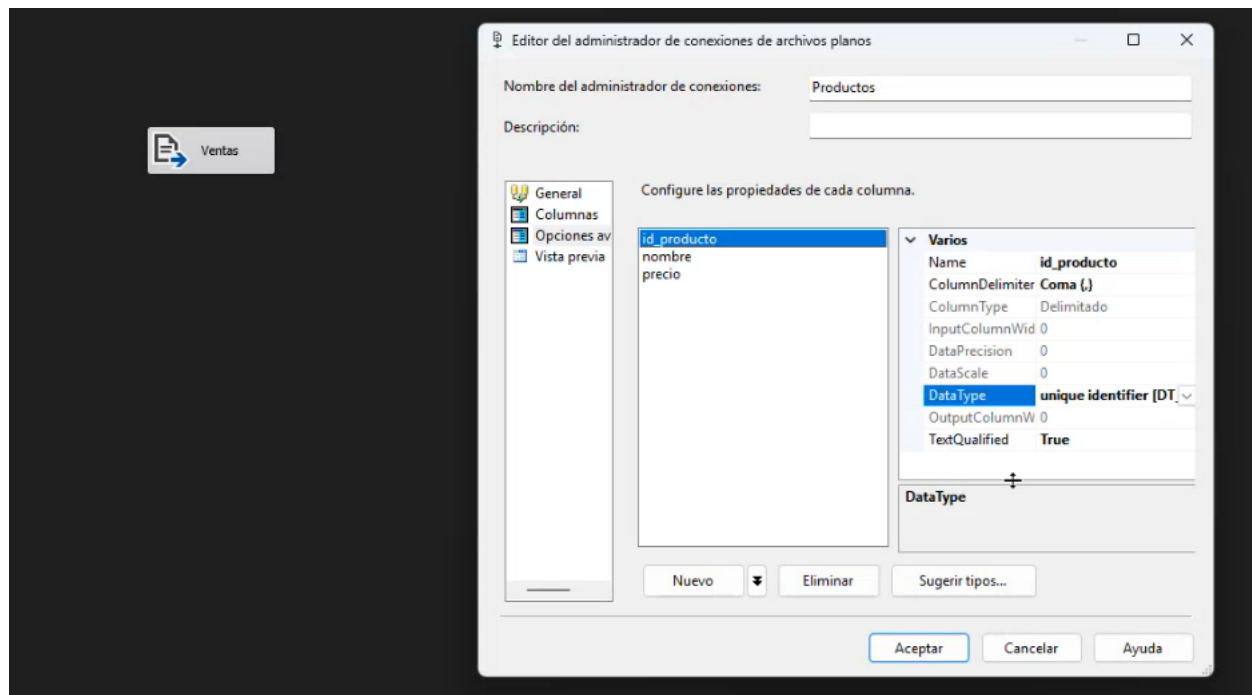 Editor del administrador de conexiones de archivos planos
Nombre del administrador de conexiones: Productos
Descripción:
Ventas
General
Columnas
Opciones av
Vista previa
Configure las propiedades de cada columna.
id_producto
nombre
precio
Varios
Name id_producto
ColumnDelimiter Coma {,}
ColumnType Delimitado
InputColumnWid 0
DataPrecision 0
DataScale 0
DataType unique identifier [DT_
OutputColumnW 0
TextQualified True
DataType
Nuevo
Eliminar
Sugerir tipos...
Aceptar
Cancelar
Ayuda